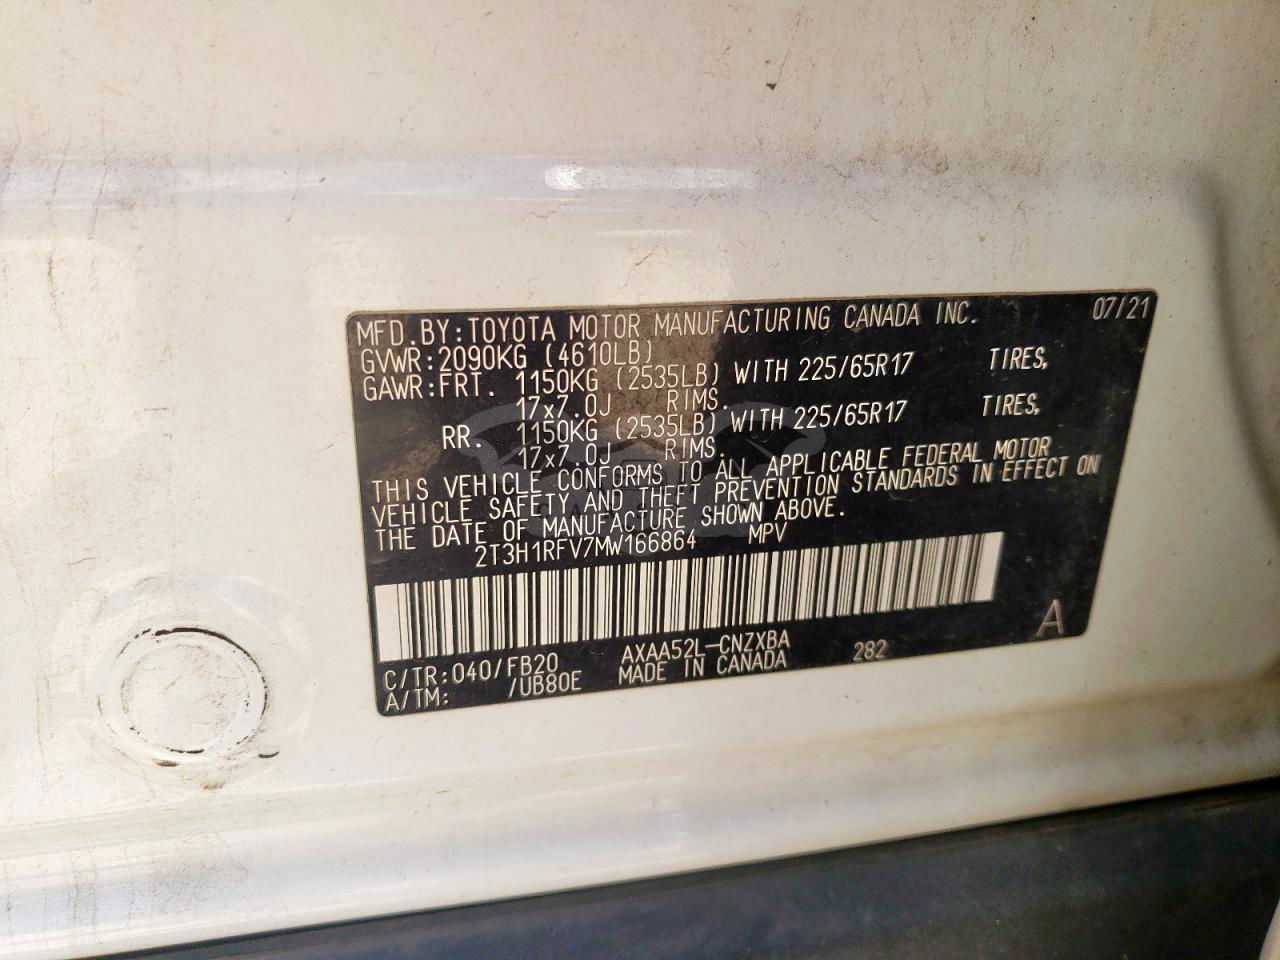 MFD.BY:TOYOTA MOTOR MANUFACTURING CANADA INC. 07/21
GVWR:2090KG (4610LB)
GAWR:FRT. 1150KG (2535LB) WITH 225/65R17 TIRES,
17x7.0J RIMS.
RR. 1150KG (2535LB) WITH 225/65R17 TIRES,
17x7.0J RIMS.
THIS VEHICLE CONFORMS TO ALL APPLICABLE FEDERAL MOTOR
VEHICLE SAFETY AND THEFT PREVENTION STANDARDS IN EFFECT ON
THE DATE OF MANUFACTURE SHOWN ABOVE.
2T3H1RFV7MW166864 MPV
C/TR:040/FB20 AXAA52L-CNZXBA 282 A
A/TM: /UB80E MADE IN CANADA